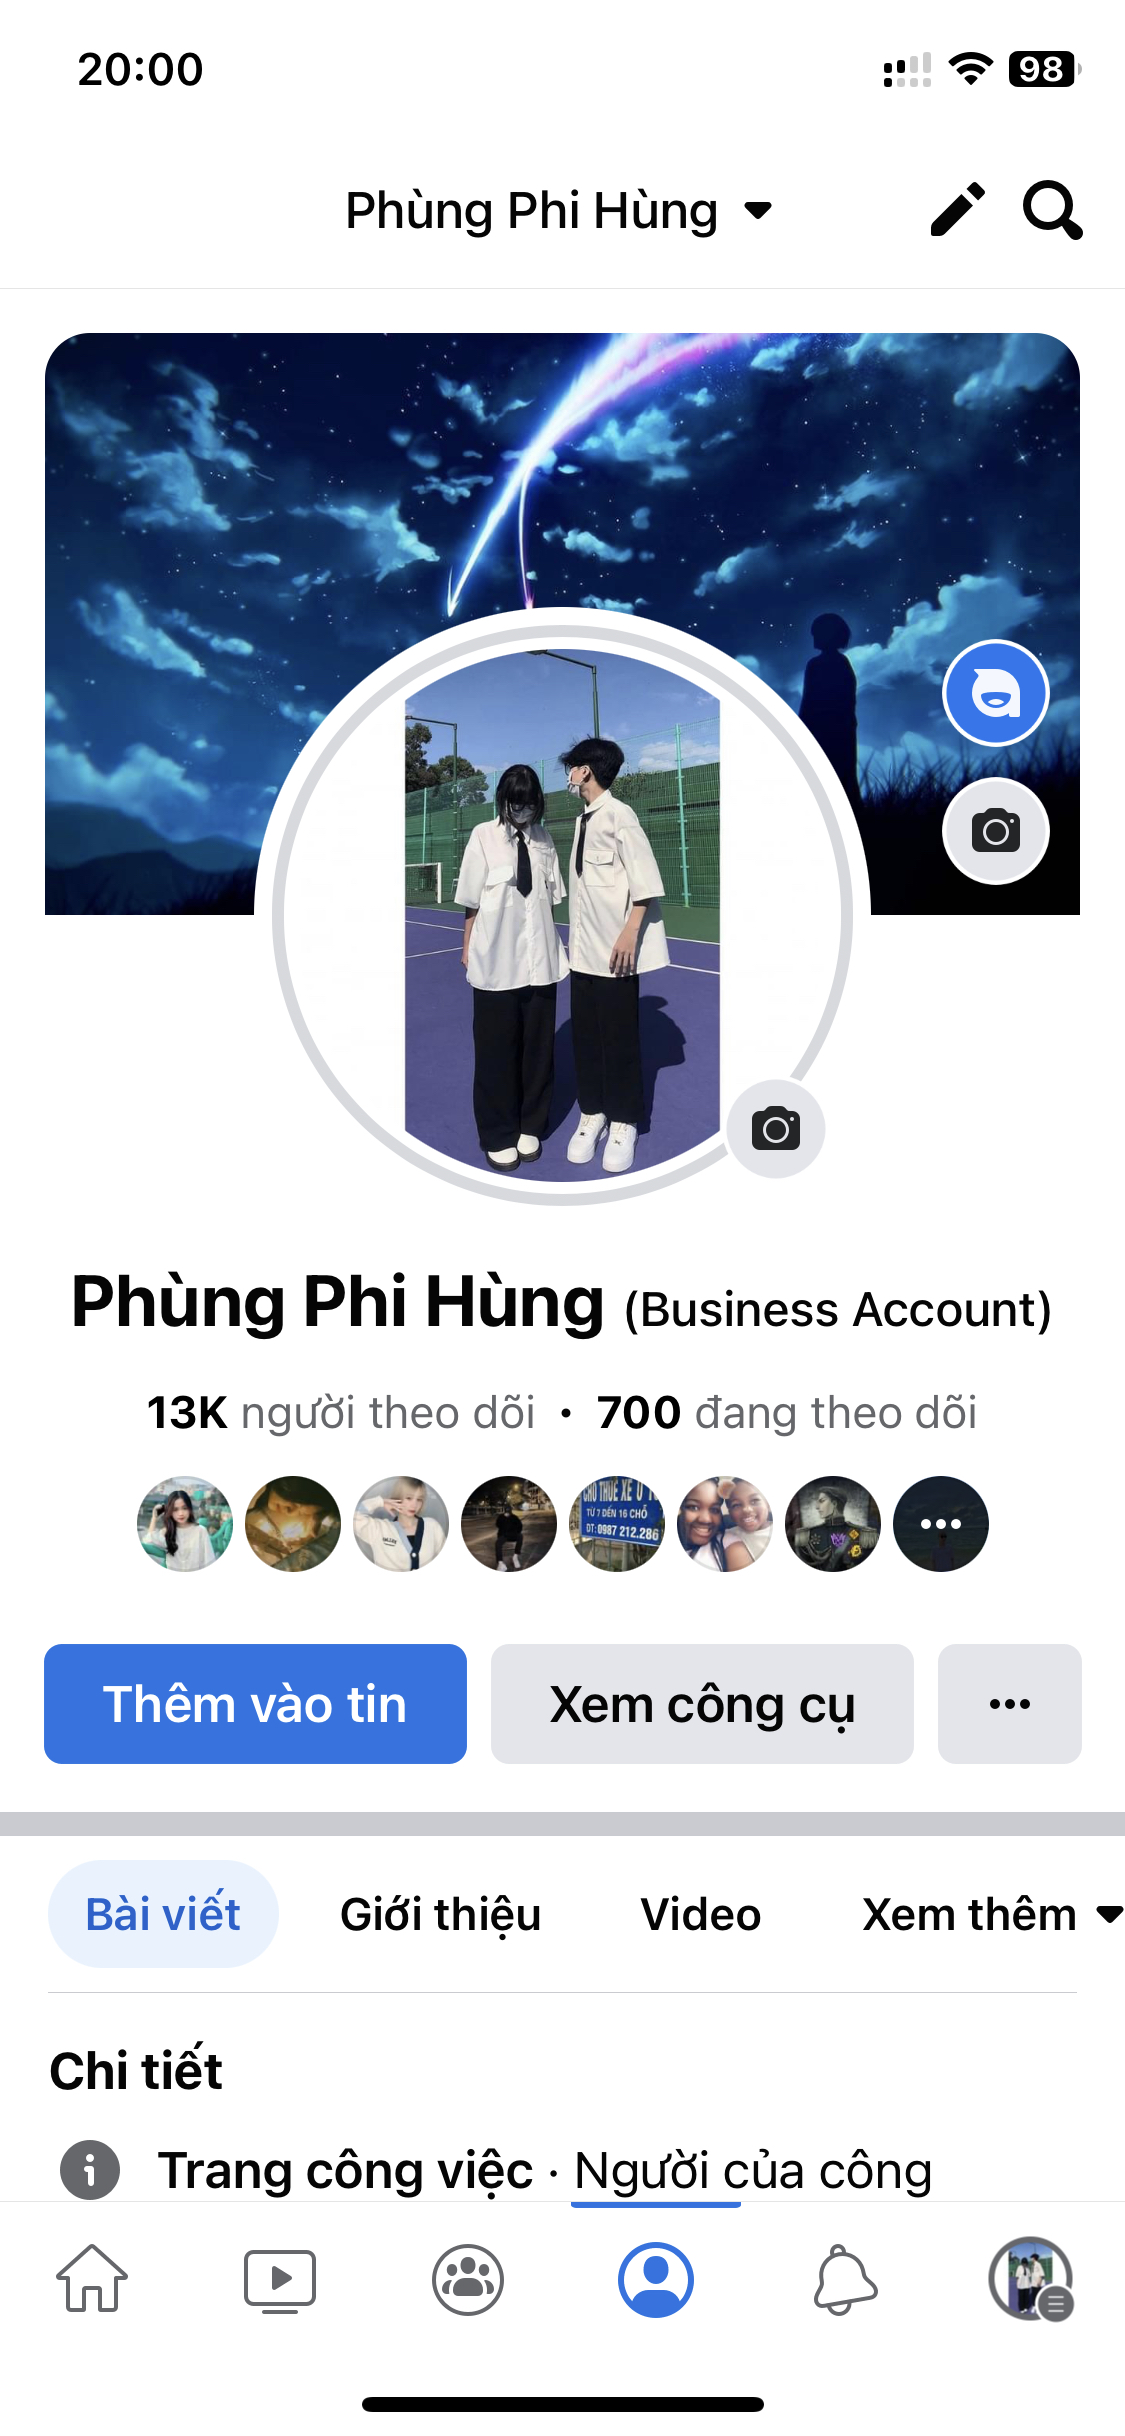 20:00
98
Phùng Phi Hùng
Phùng Phi Hùng (Business Account)
13K người theo dõi · 700 đang theo dõi
CHO THUÊ XE Ô TÔ
TỪ 7 ĐẾN 16 CHỖ
ĐT:0987 212.286
Thêm vào tin
Xem công cụ
Bài viết
Giới thiệu
Video
Xem thêm
Chi tiết
Trang công việc · Người của công